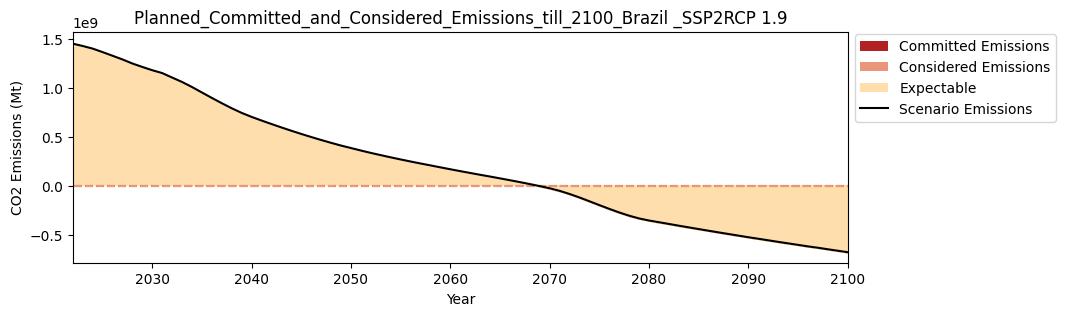 Planned_Committed_and_Considered_Emissions_till_2100_Brazil _SSP2RCP 1.9
1e9
1.5
1.0
0.5
0.0
−0.5
CO2 Emissions (Mt)
2030 2040 2050 2060 2070 2080 2090 2100
Year
Committed Emissions
Considered Emissions
Expectable
Scenario Emissions